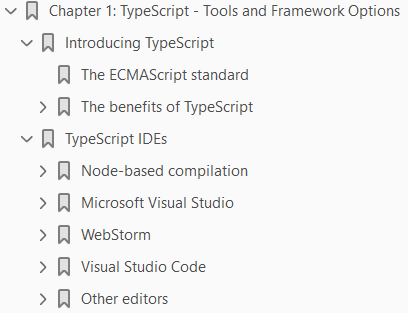 Chapter 1: TypeScript - Tools and Framework Options
Introducing TypeScript
The ECMAScript standard
The benefits of TypeScript
TypeScript IDEs
Node-based compilation
Microsoft Visual Studio
WebStorm
Visual Studio Code
Other editors